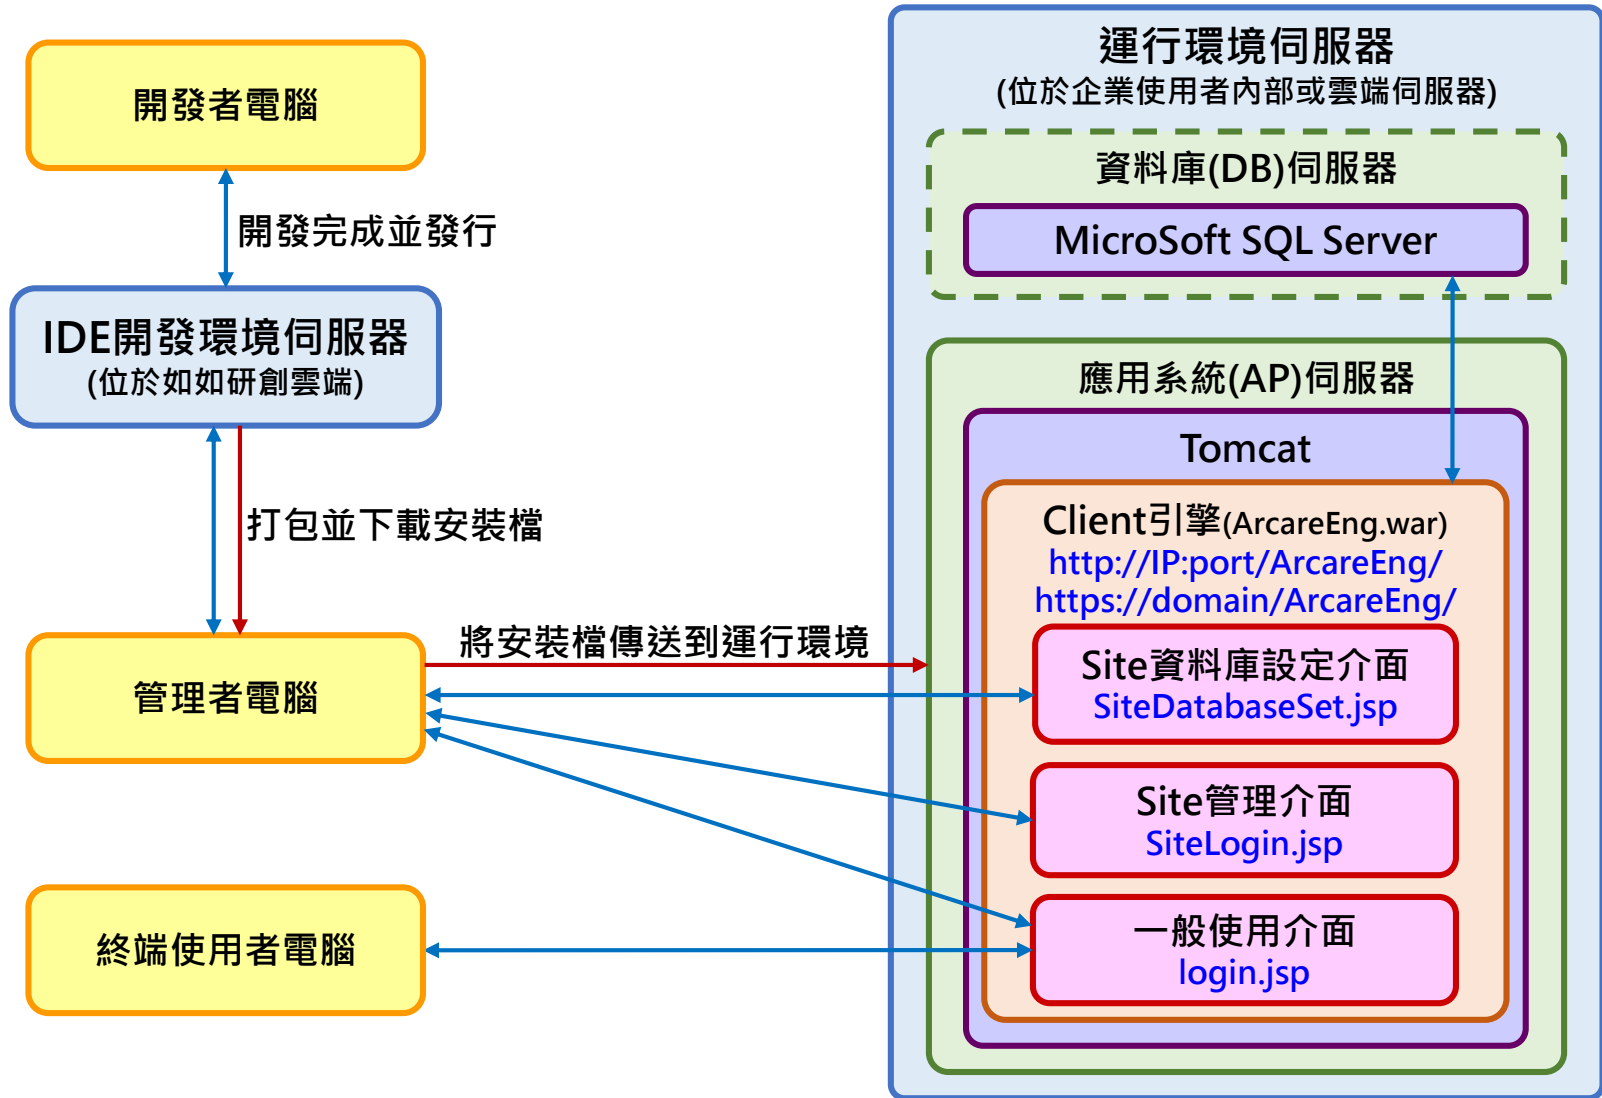 開發者電腦
開發完成並發行
IDE開發環境伺服器
(位於如如研創雲端)
打包並下載安裝檔
管理者電腦
將安裝檔傳送到運行環境
終端使用者電腦
運行環境伺服器
(位於企業使用者內部或雲端伺服器)
資料庫(DB)伺服器
MicroSoft SQL Server
應用系統(AP)伺服器
Tomcat
Client引擎(ArcareEng.war)
http://IP:port/ArcareEng/
https://domain/ArcareEng/
Site資料庫設定介面
SiteDatabaseSet.jsp
Site管理介面
SiteLogin.jsp
一般使用介面
login.jsp